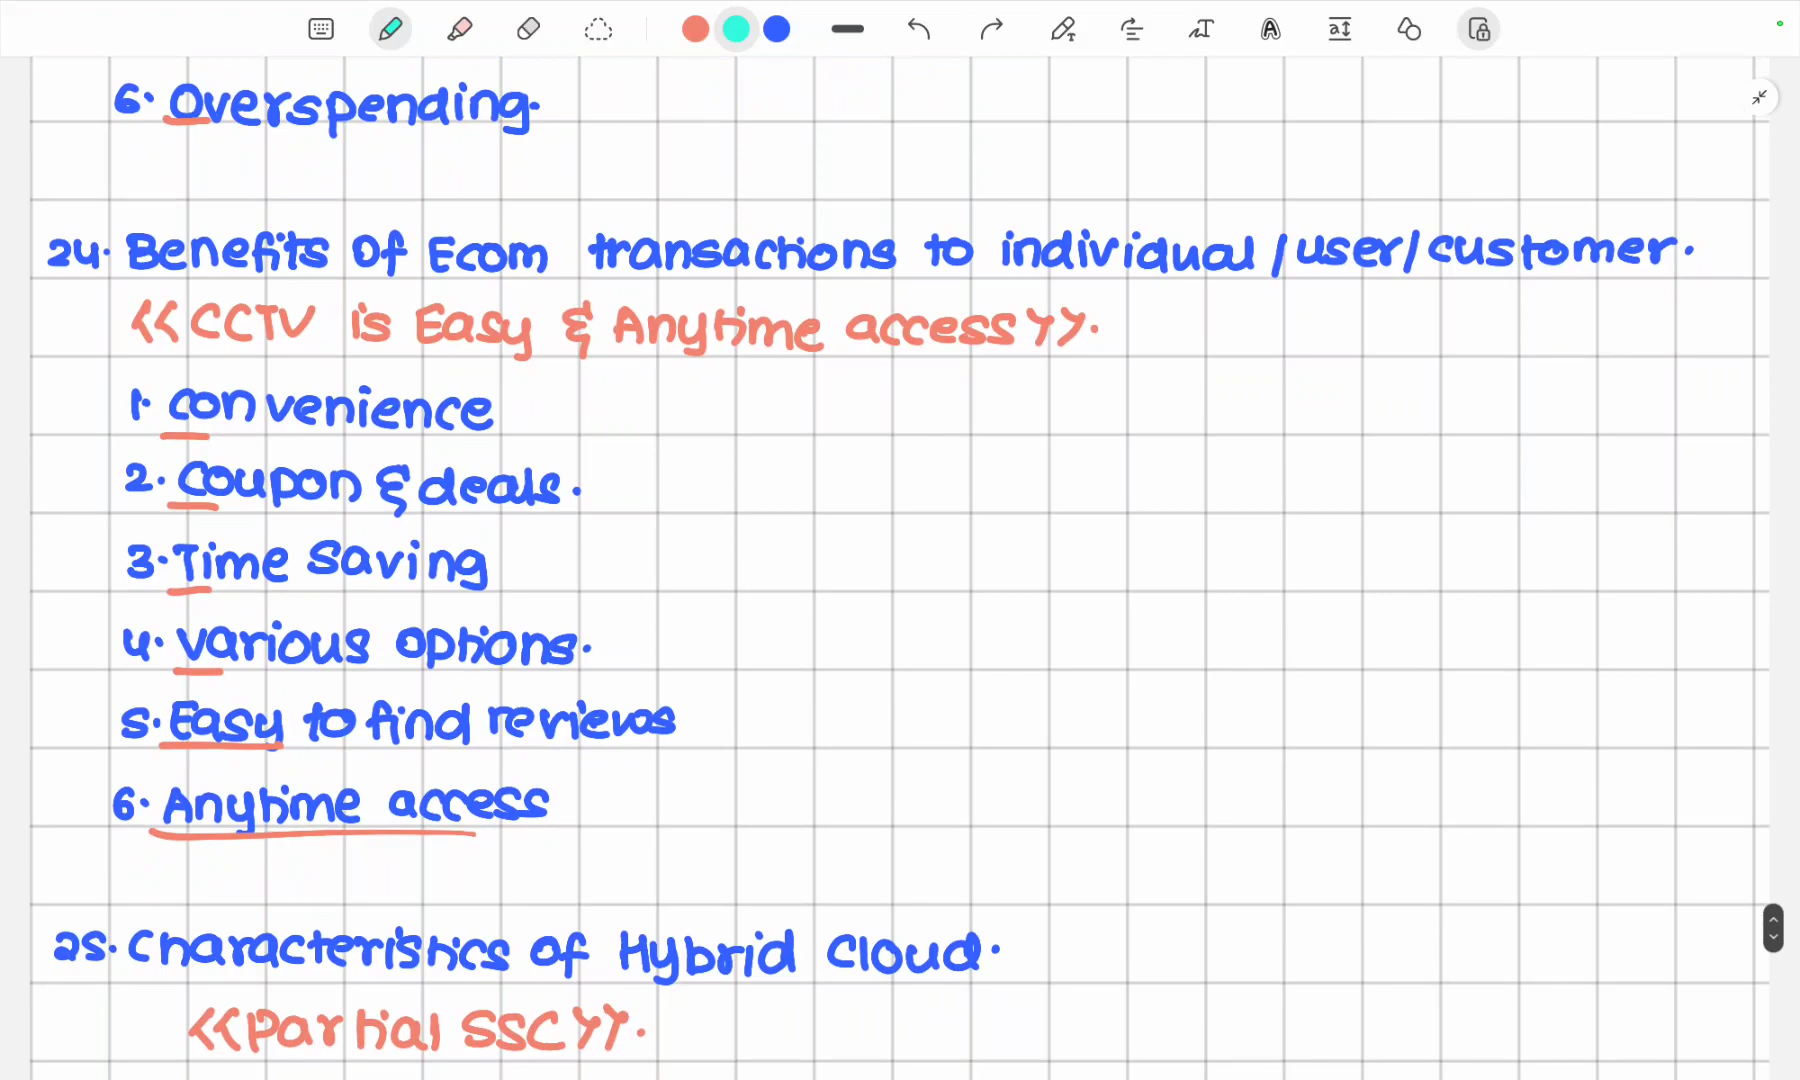 6. Overspending.
24. Benefits Of Ecom transactions to individual/user/customer.
<<CCTV is Easy & Anytime access>>.
1. Convenience
2. Coupon & deals.
3. Time Saving
4. Various options.
5. Easy to find reviews
6. Anytime access
25. Characteristics of Hybrid Cloud.
<<Partial SSC>>.